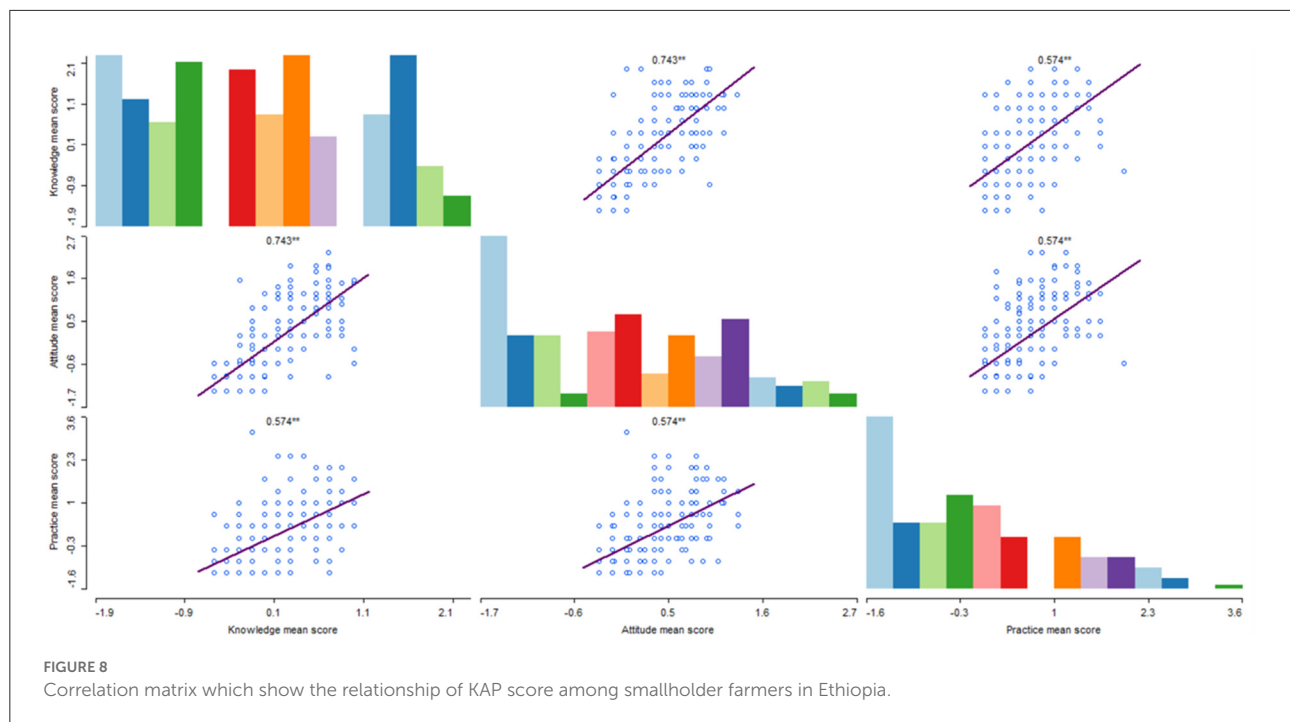 0.743**
0.574**
Knowledge mean score
2.1
1.1
0.1
-0.9
-1.9
0.743**
0.574**
Attitude mean score
2.7
1.6
0.5
-0.6
-1.7
0.574**
0.574**
Practice mean score
3.6
2.3
1
-0.3
-1.6
-1.9 -0.9 0.1 1.1 2.1
-1.7 -0.6 0.5 1.6 2.7
-1.6 -0.3 1 2.3 3.6
Knowledge mean score
Attitude mean score
Practice mean score
FIGURE 8
Correlation matrix which show the relationship of KAP score among smallholder farmers in Ethiopia.